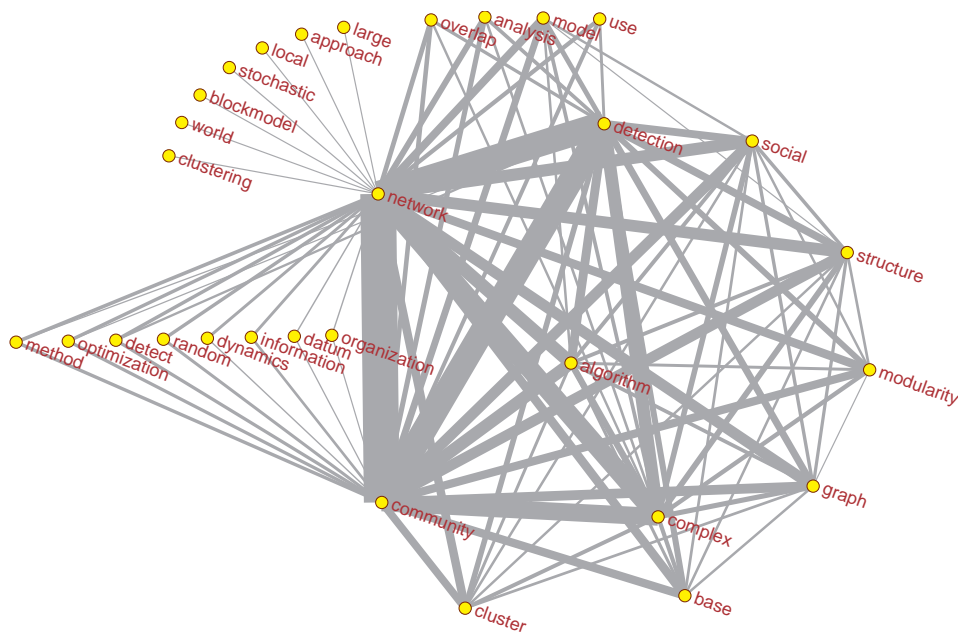 large
approach
local
stochastic
blockmodel
world
clustering
overlap
analysis
model
use
detection
social
network
structure
method
optimization
detect
random
dynamics
information
datum
organization
algorithm
modularity
community
complex
graph
cluster
base